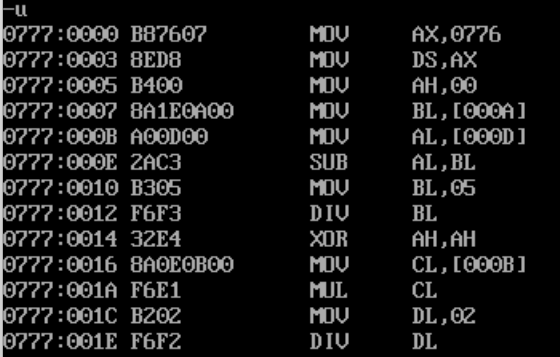 -u
0777:0000 B87607 MOV AX,0776
0777:0003 8ED8 MOV DS,AX
0777:0005 B400 MOV AH,00
0777:0007 8A1E0A00 MOV BL,[000A]
0777:000B A00D00 MOV AL,[000D]
0777:000E 2AC3 SUB AL,BL
0777:0010 B305 MOV BL,05
0777:0012 F6F3 DIV BL
0777:0014 32E4 XOR AH,AH
0777:0016 8A0E0B00 MOV CL,[000B]
0777:001A F6E1 MUL CL
0777:001C B202 MOV DL,02
0777:001E F6F2 DIV DL